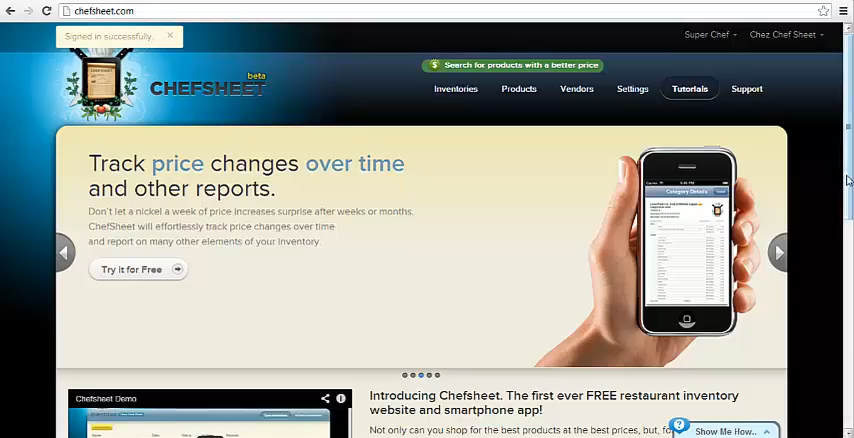 chefsheet.com
Signed in successfully. ×
Super Chef Chez Chef Sheet
beta
CHEFSHEET
$ Search for products with a better price
Inventories Products Vendors Settings Tutorials Support
Track price changes over time
and other reports.
Don't let a nickel a week of price increases surprise after weeks or months.
ChefSheet will effortlessly track price changes over time
and report on many other elements of your inventory.
Try it for Free
Category Details
Chefsheet Demo
Introducing Chefsheet. The first ever FREE restaurant inventory
website and smartphone app!
Not only can you shop for the best products at the best prices, but,
? Show Me How..